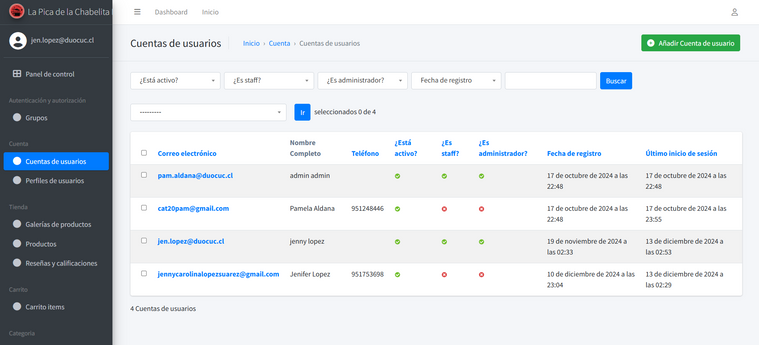 La Pica de la Chabelita
Dashboard
Inicio
jen.lopez@duocuc.cl
Panel de control
Autenticación y autorización
Grupos
Cuenta
Cuentas de usuarios
Perfiles de usuarios
Tienda
Galerías de productos
Productos
Reseñas y calificaciones
Carrito
Carrito items
Categoria
Cuentas de usuarios
Inicio › Cuenta › Cuentas de usuarios
Añadir Cuenta de usuario
¿Está activo?
¿Es staff?
¿Es administrador?
Fecha de registro
Buscar
---------
Ir
seleccionados 0 de 4
Correo electrónico
Nombre
Completo
Teléfono
¿Está
activo?
¿Es
staff?
¿Es
administrador?
Fecha de registro
Último inicio de sesión
pam.aldana@duocuc.cl
admin admin
17 de octubre de 2024 a las
22:48
17 de octubre de 2024 a las
22:48
cat20pam@gmail.com
Pamela Aldana
951248446
17 de octubre de 2024 a las
22:48
17 de octubre de 2024 a las
23:55
jen.lopez@duocuc.cl
jenny lopez
19 de noviembre de 2024 a
las 02:33
13 de diciembre de 2024 a
las 02:53
jennycarolinalopezsuarez@gmail.com
Jenifer Lopez
951753698
10 de diciembre de 2024 a las
23:04
13 de diciembre de 2024 a
las 02:29
4 Cuentas de usuarios